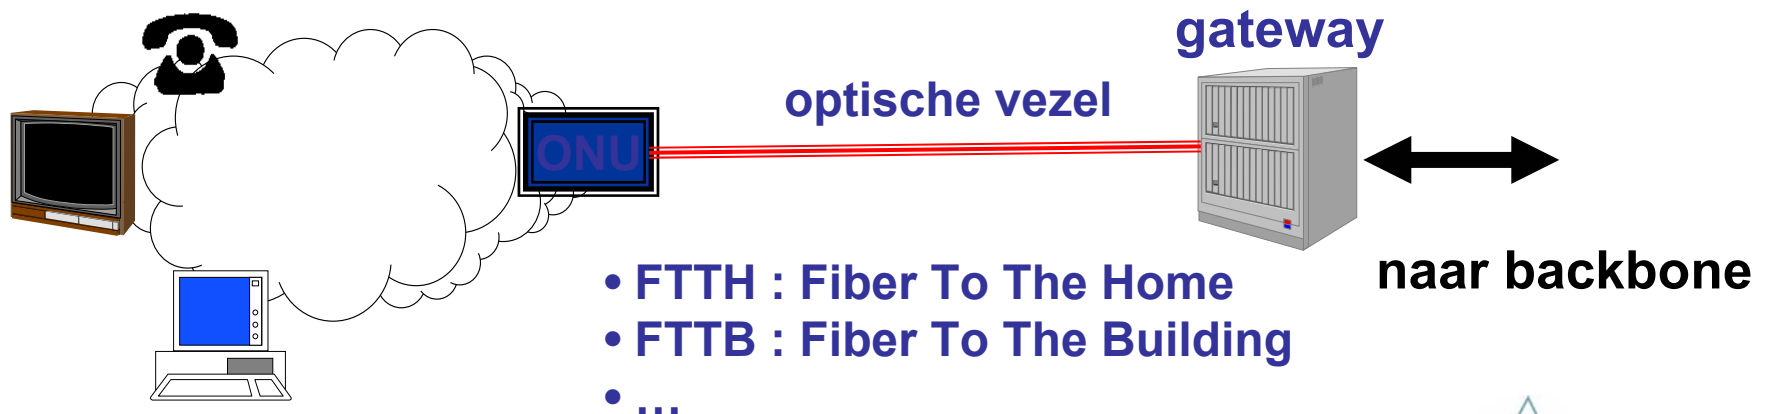 gateway
optische vezel
ONU
naar backbone
• FTTH : Fiber To The Home
• FTTB : Fiber To The Building
• ...